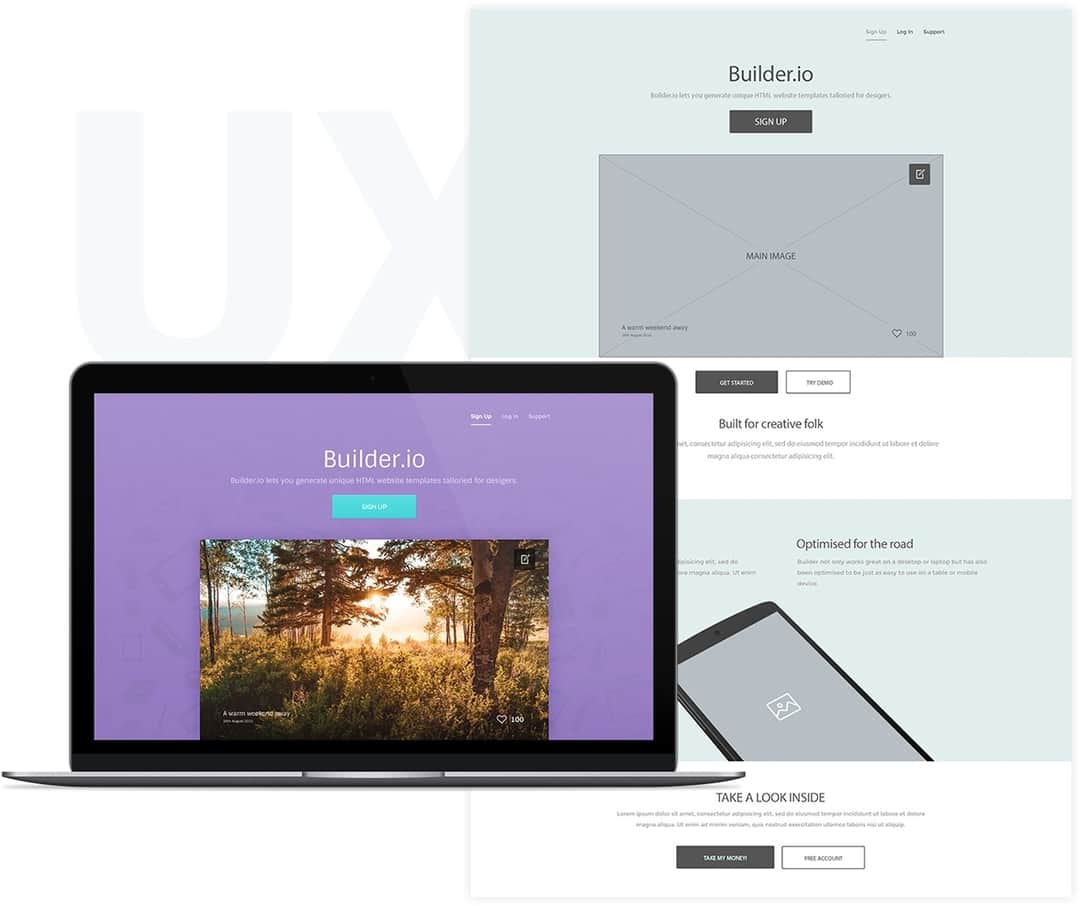 UX
Sign Up Log In Support
Builder.io
Builder.io lets you generate unique HTML website templates tailored for desigers.
SIGN UP
MAIN IMAGE
A warm weekend away
24th August 2015
100
GET STARTED TRY DEMO
Built for creative folk
consectetur adipisicing elit, sed do eiusmod tempor incididunt ut labore et dolore
magna aliqua consectetur adipisicing elit.
Optimised for the road
elit, sed do
magna aliqua. Ut enim
Builder not only works great on a desktop or laptop but has also
been optimised to be just as easy to use on a table or mobile
device.
TAKE A LOOK INSIDE
Lorem ipsum dolor sit amet, consectetur adipisicing elit, sed do eiusmod tempor incididunt ut labore et dolore
magna aliqua. Ut enim ad minim veniam, quis nostrud exercitation ullamco laboris nisi ut aliquip.
TAKE MY MONEY! FREE ACCOUNT
Sign Up Log In Support
Builder.io
Builder.io lets you generate unique HTML website templates tailored for desigers.
SIGN UP
A warm weekend away
24th August 2015
100